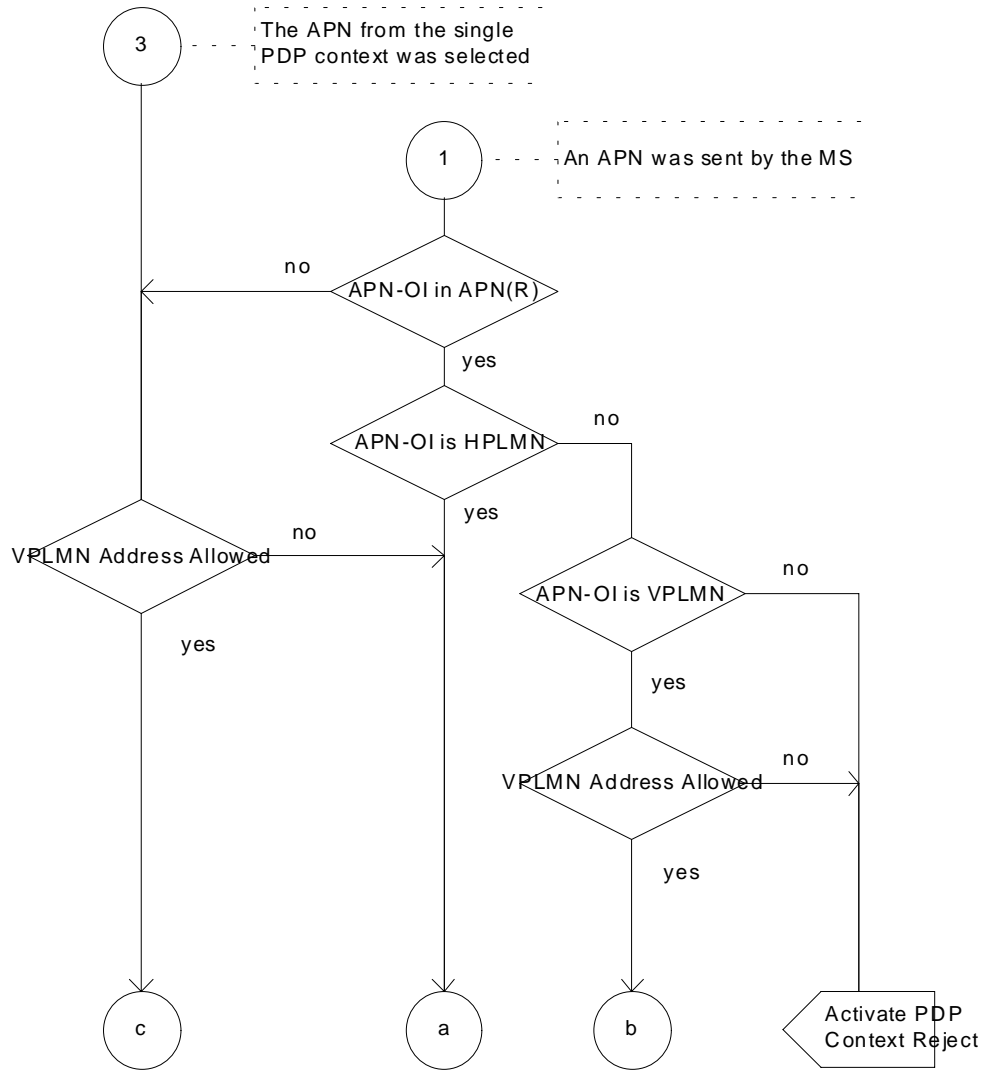 3
The APN from the single
PDP context was selected
1
An APN was sent by the MS
no
APN-OI in APN(R)
yes
no
APN-OI is HPLMN
yes
no
VPLMN Address Allowed
no
APN-OI is VPLMN
yes
yes
no
VPLMN Address Allowed
yes
c
a
b
Activate PDP
Context Reject